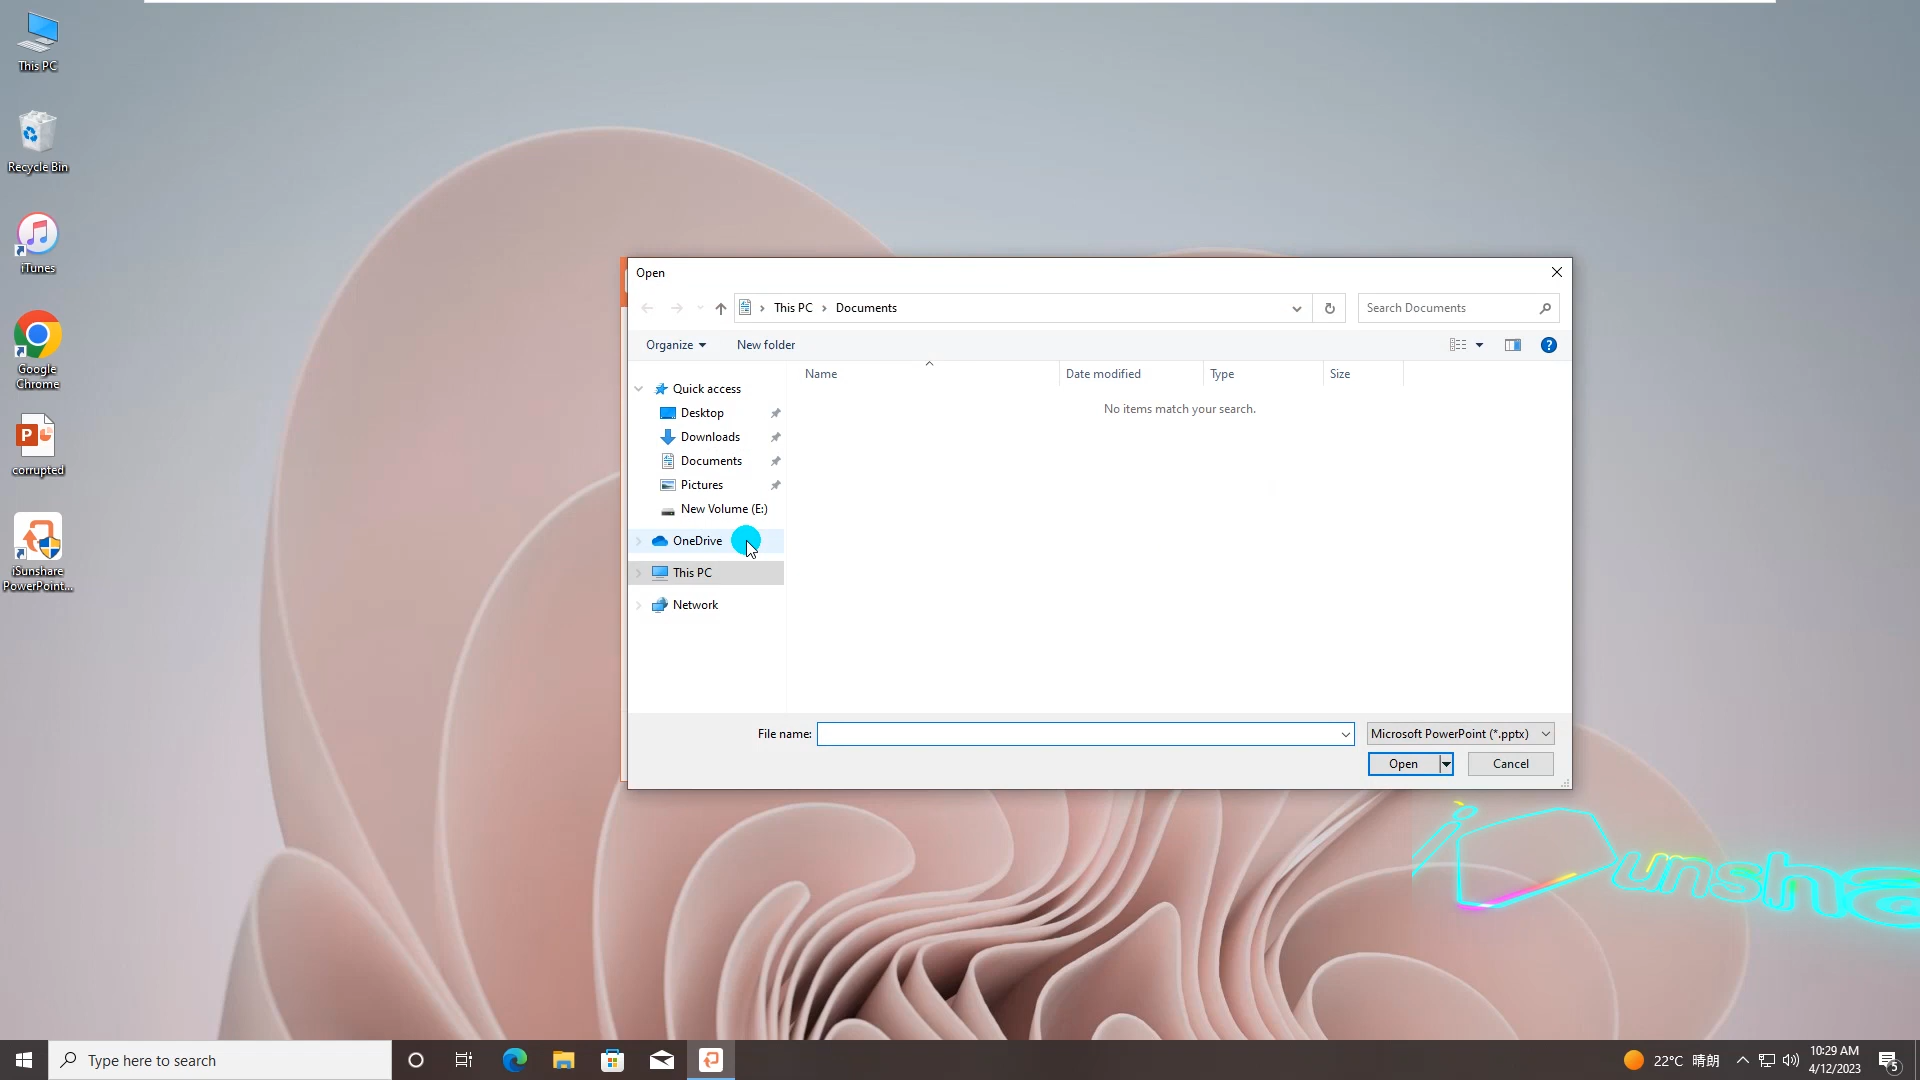 This PC
Recycle Bin
iTunes
Google
Chrome
corrupted
iSunshare
PowerPoint...
Open
This PC
Documents
Search Documents
Organize
New folder
Name
Date modified
Type
Size
No items match your search.
Quick access
Desktop
Downloads
Documents
Pictures
New Volume (E:)
OneDrive
This PC
Network
File name:
Microsoft PowerPoint (*.pptx)
Open
Cancel
iSunsha
Type here to search
22°C 晴朗
10:29 AM
4/12/2023
5